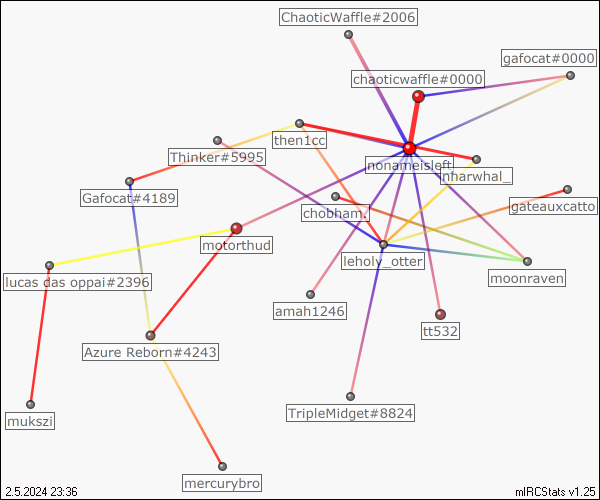 ChaoticWaffle#2006
gafocat#0000
chaoticwaffle#0000
then1cc
Thinker#5995
nonameisleft
nharwhal_
Gafocat#4189
chobham.
gateauxcatto
motorthud
leholy_otter
lucas das oppai#2396
moonraven
amah1246
tt532
Azure Reborn#4243
mukszi
TripleMidget#8824
mercurybro
2.5.2024 23:36
mIRCStats v1.25